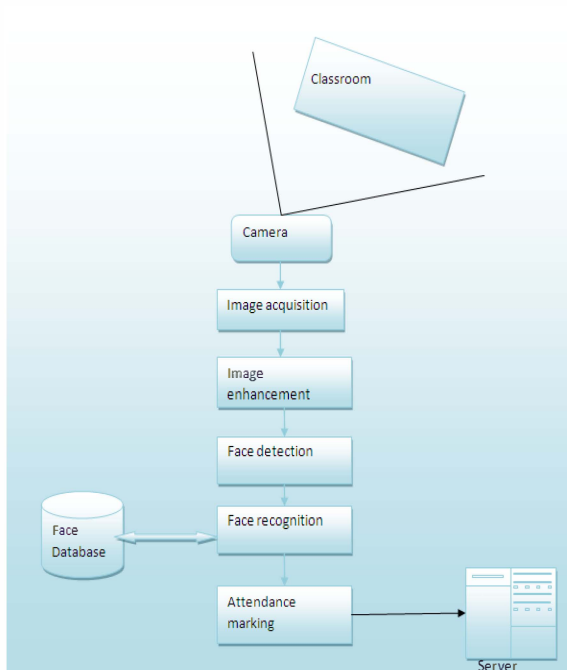 Classroom
Camera
Image acquisition
Image
enhancement
Face detection
Face recognition
Face
Database
Attendance
marking
Server